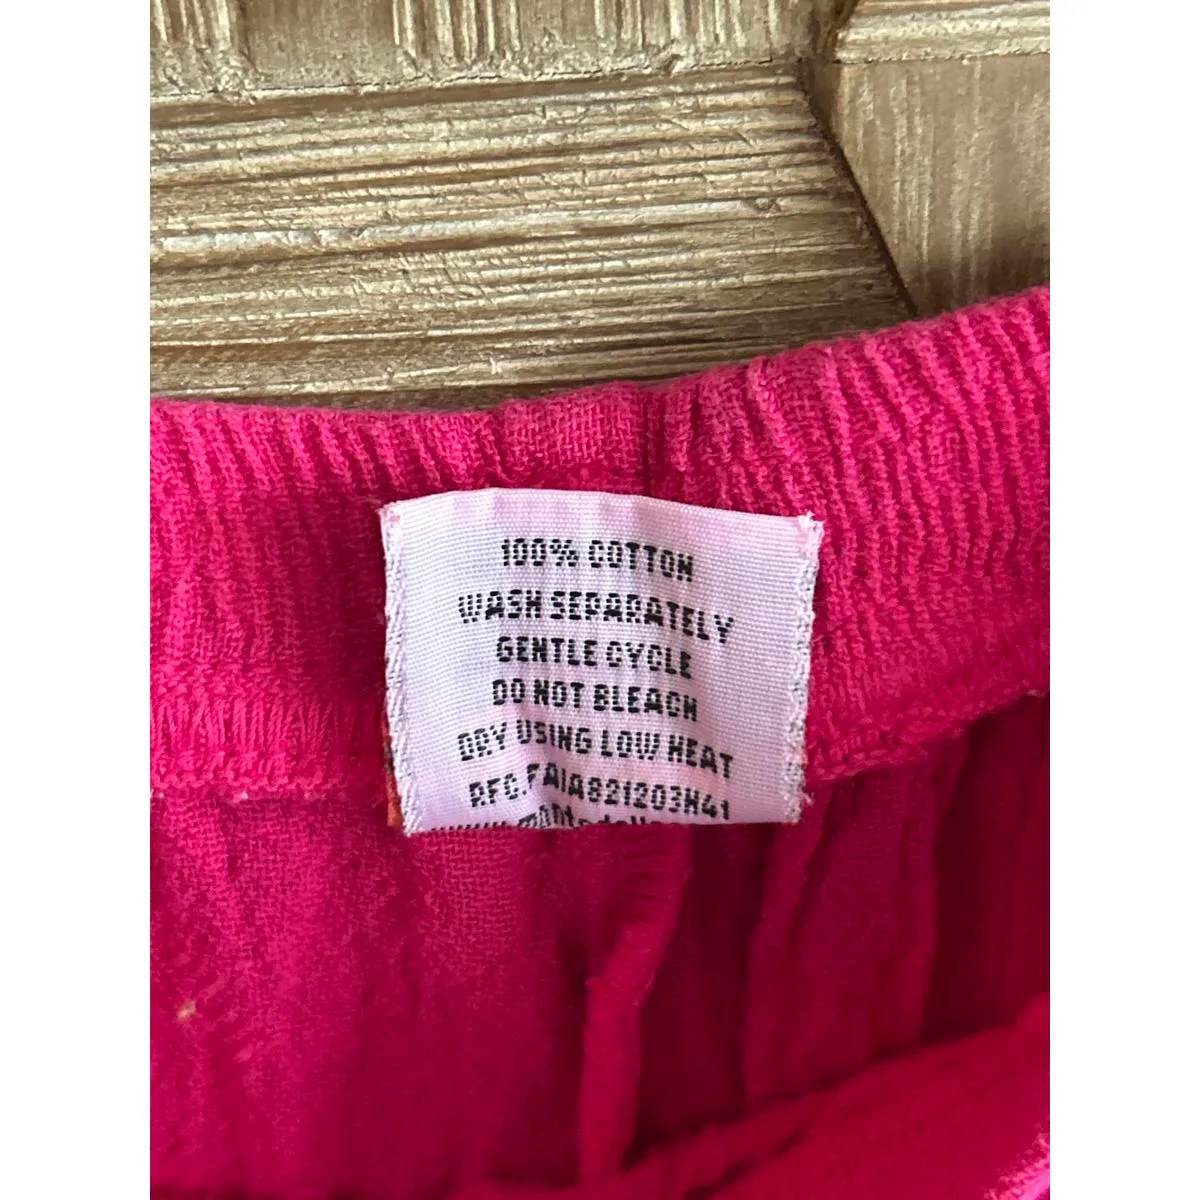 100% COTTON
WASH SEPARATELY
GENTLE CYCLE
DO NOT BLEACH
DRY USING LOW HEAT
RFC.FAIA821203H41